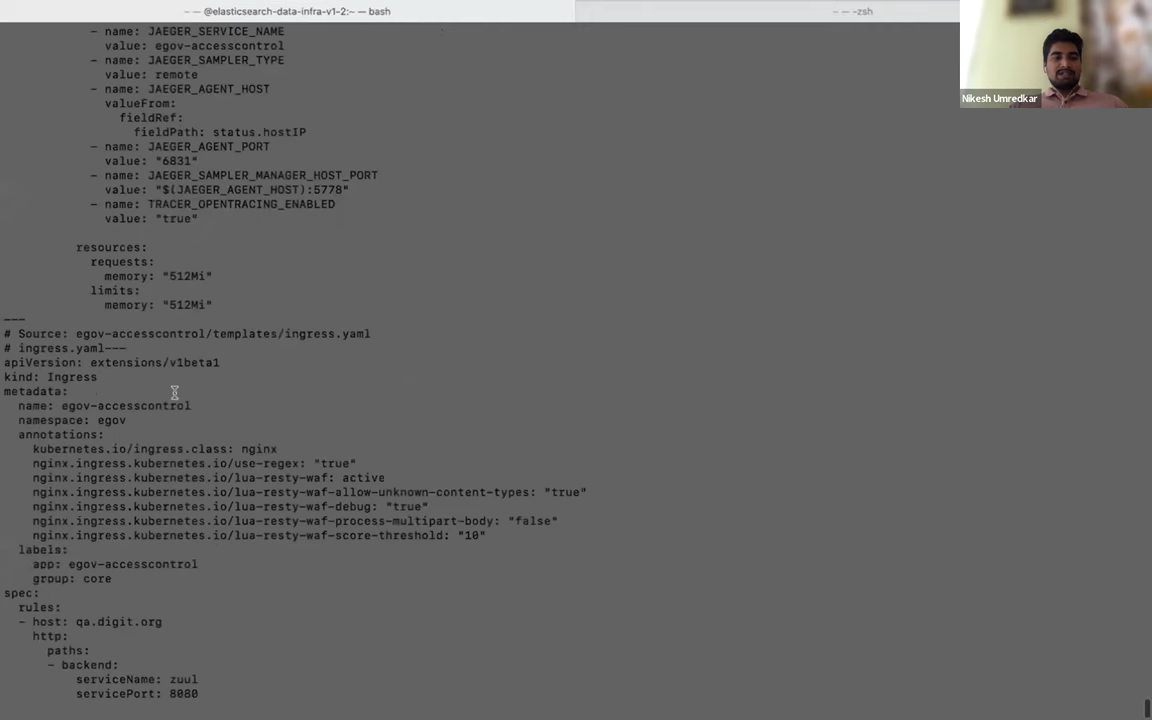 @elasticsearch-data-infra-v1-2:~ — bash
~ — -zsh
- name: JAEGER_SERVICE_NAME
value: egov-accesscontrol
- name: JAEGER_SAMPLER_TYPE
value: remote
- name: JAEGER_AGENT_HOST
valueFrom:
fieldRef:
fieldPath: status.hostIP
- name: JAEGER_AGENT_PORT
value: "6831"
- name: JAEGER_SAMPLER_MANAGER_HOST_PORT
value: "$(JAEGER_AGENT_HOST):5778"
- name: TRACER_OPENTRACING_ENABLED
value: "true"
resources:
requests:
memory: "512Mi"
limits:
memory: "512Mi"
---
# Source: egov-accesscontrol/templates/ingress.yaml
# ingress.yaml---
apiVersion: extensions/v1beta1
kind: Ingress
metadata:
name: egov-accesscontrol
namespace: egov
annotations:
kubernetes.io/ingress.class: nginx
nginx.ingress.kubernetes.io/use-regex: "true"
nginx.ingress.kubernetes.io/lua-resty-waf: active
nginx.ingress.kubernetes.io/lua-resty-waf-allow-unknown-content-types: "true"
nginx.ingress.kubernetes.io/lua-resty-waf-debug: "true"
nginx.ingress.kubernetes.io/lua-resty-waf-process-multipart-body: "false"
nginx.ingress.kubernetes.io/lua-resty-waf-score-threshold: "10"
labels:
app: egov-accesscontrol
group: core
spec:
rules:
- host: qa.digit.org
http:
paths:
- backend:
serviceName: zuul
servicePort: 8080
Nikesh Umredkar